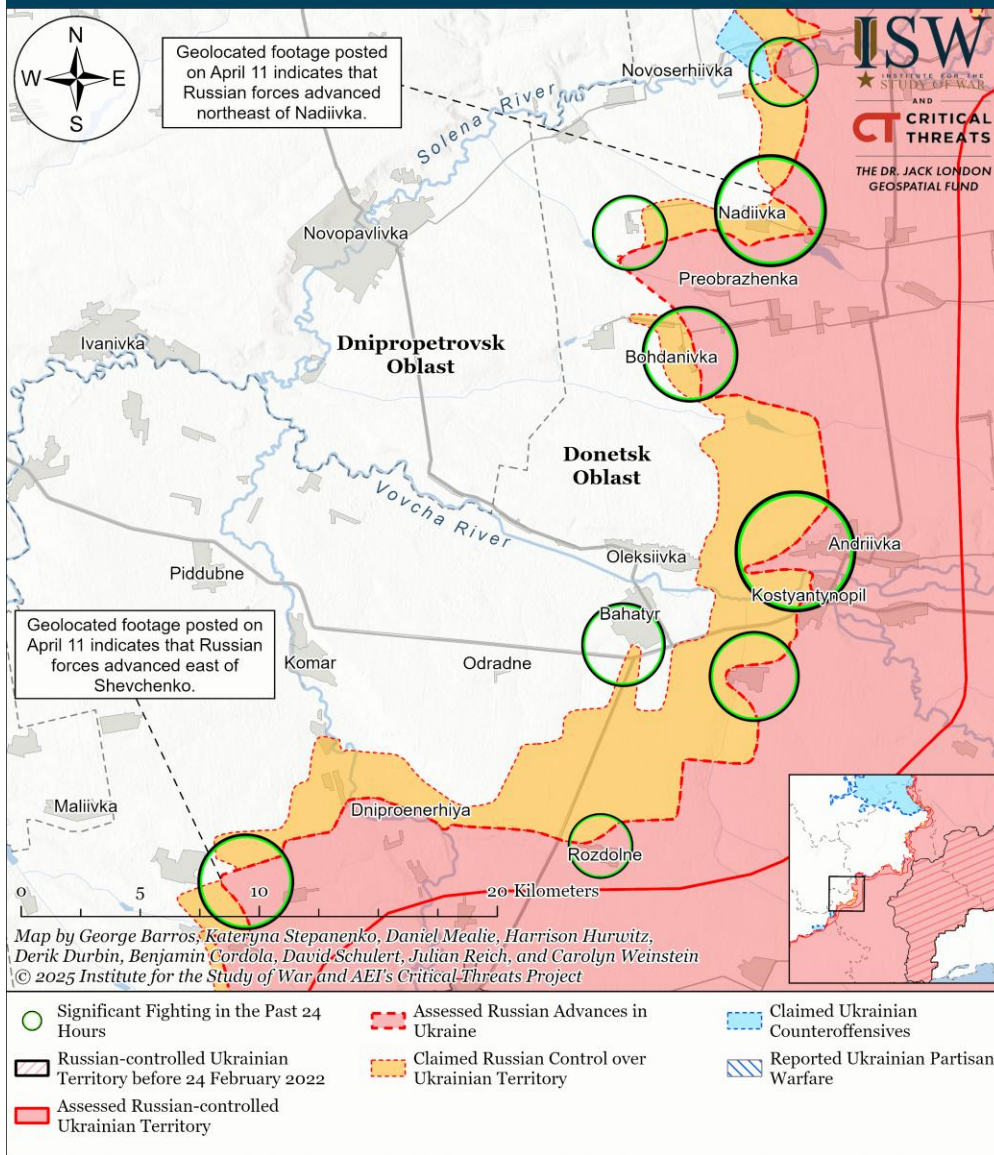 N
W
E
S
Geolocated footage posted
on April 11 indicates that
Russian forces advanced
northeast of Nadiivka.
ISW
INSTITUTE FOR THE
STUDY OF WAR
AND
CT CRITICAL
THREATS
THE DR. JACK LONDON
GEOSPATIAL FUND
Novoserhiivka
Solena River
Novopavlivka
Nadiivka
Preobrazhenka
Ivanivka
Dnipropetrovsk
Oblast
Bohdanivka
Donetsk
Oblast
Vovcha River
Oleksiivka
Andriivka
Piddubne
Kostyantynopil
Bahatyr
Geolocated footage posted on
April 11 indicates that Russian
forces advanced east of
Shevchenko.
Komar
Odradne
Maliivka
Dniproenerhiya
Rozdolne
0
5
10
20 Kilometers
Map by George Barros, Kateryna Stepanenko, Daniel Mealie, Harrison Hurwitz,
Derik Durbin, Benjamin Cordola, David Schulert, Julian Reich, and Carolyn Weinstein
© 2025 Institute for the Study of War and AEI's Critical Threats Project
Significant Fighting in the Past 24
Hours
Russian-controlled Ukrainian
Territory before 24 February 2022
Assessed Russian-controlled
Ukrainian Territory
Assessed Russian Advances in
Ukraine
Claimed Russian Control over
Ukrainian Territory
Claimed Ukrainian
Counteroffensives
Reported Ukrainian Partisan
Warfare